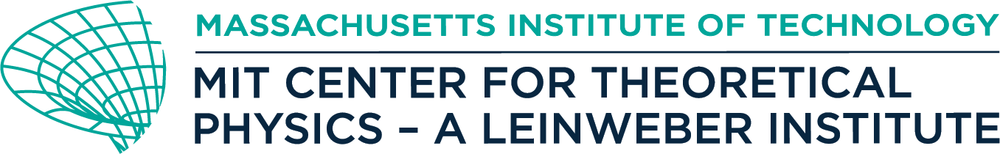 MASSACHUSETTS INSTITUTE OF TECHNOLOGY
MIT CENTER FOR THEORETICAL
PHYSICS – A LEINWEBER INSTITUTE